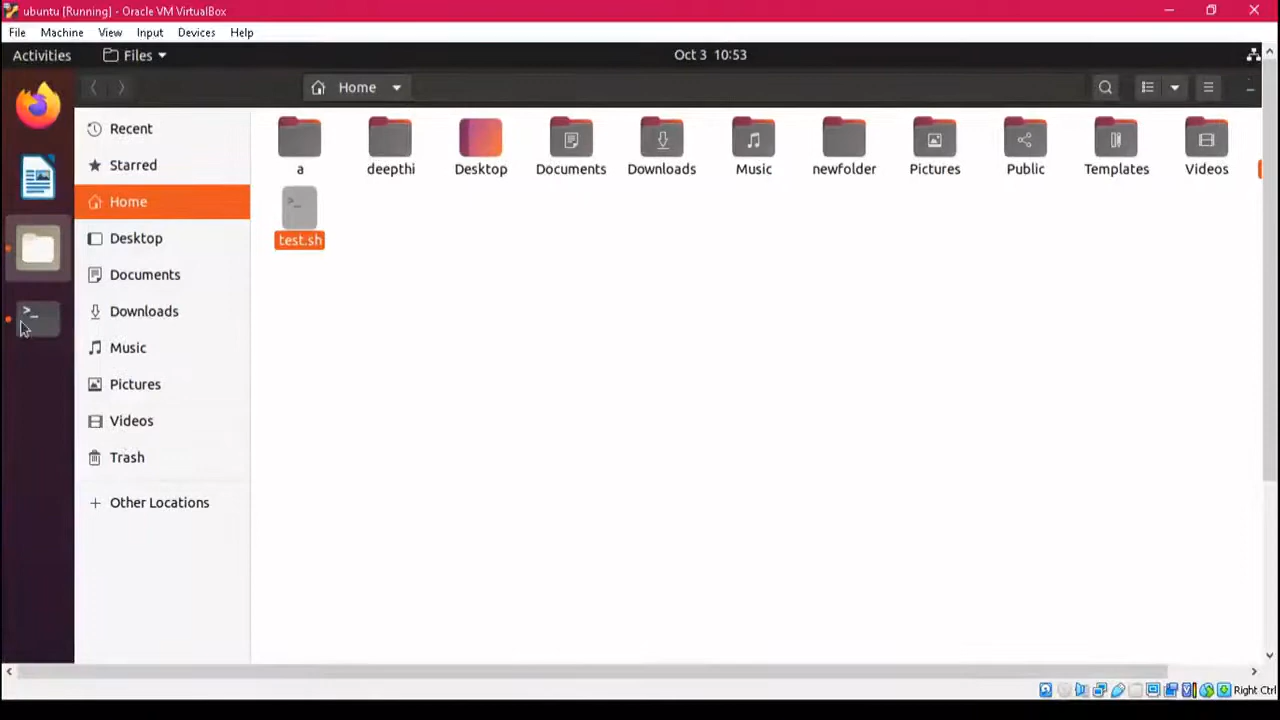 ubuntu [Running] - Oracle VM VirtualBox
File Machine View Input Devices Help
Activities Files Oct 3 10:53
Home
Recent
Starred
Home
Desktop
Documents
Downloads
Music
Pictures
Videos
Trash
+ Other Locations
a deepthi Desktop Documents Downloads Music newfolder Pictures Public Templates Videos
>_
test.sh
>_
Right Ctrl